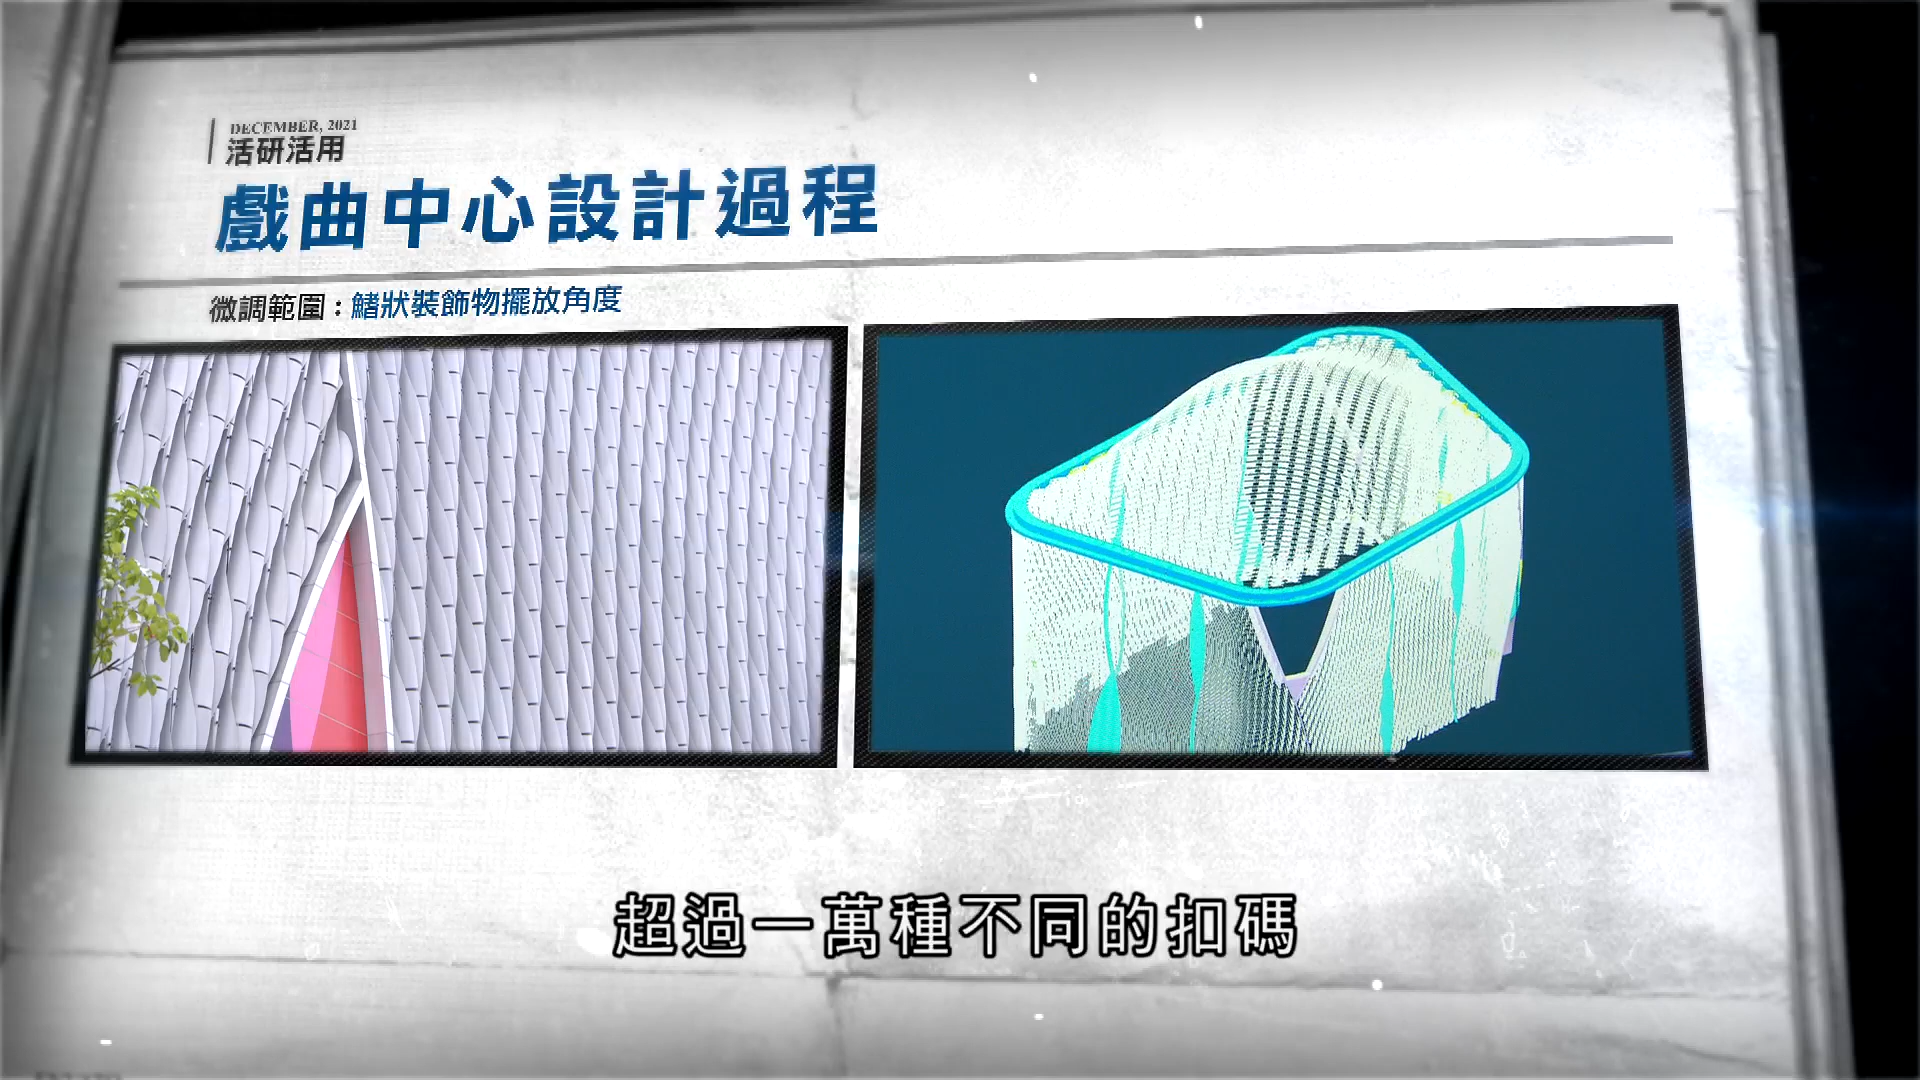 DECEMBER, 2021
活研活用
戲曲中心設計過程
微調範圍：鰭狀裝飾物擺放角度
超過一萬種不同的扣碼